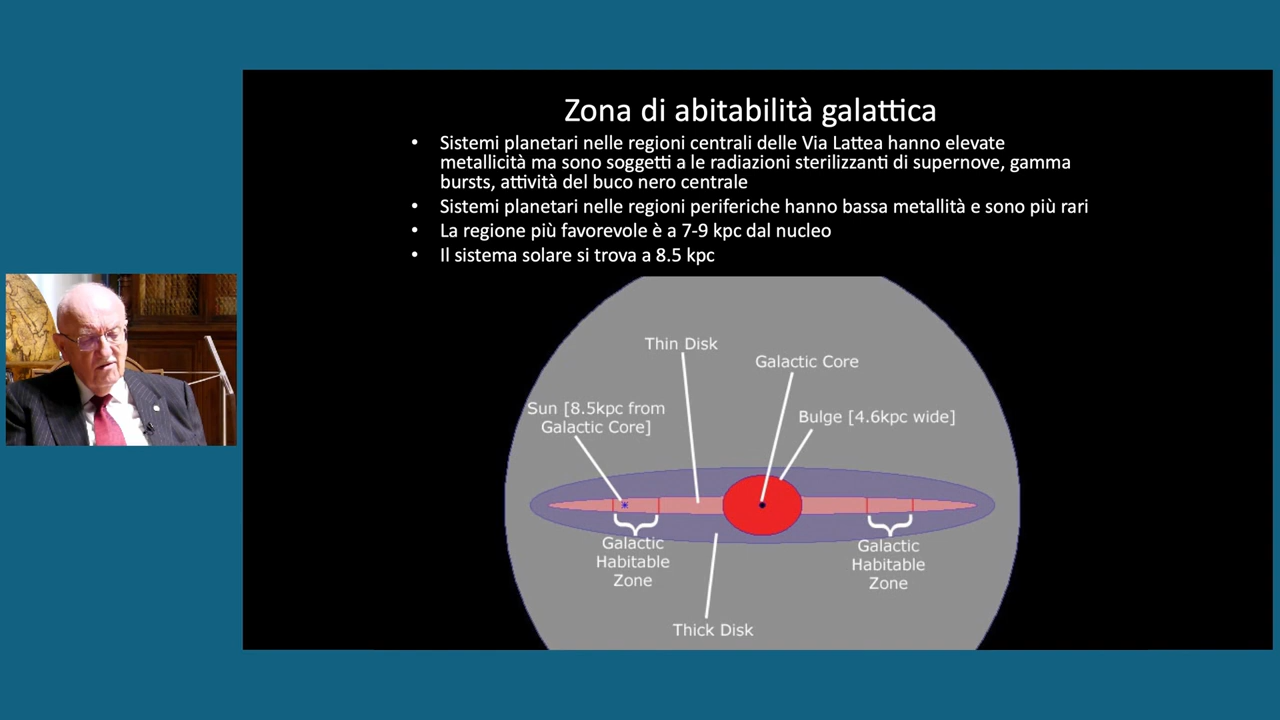 Zona di abitabilità galattica
• Sistemi planetari nelle regioni centrali delle Via Lattea hanno elevate
metallicità ma sono soggetti a le radiazioni sterilizzanti di supernove, gamma
bursts, attività del buco nero centrale
• Sistemi planetari nelle regioni periferiche hanno bassa metallità e sono più rari
• La regione più favorevole è a 7-9 kpc dal nucleo
• Il sistema solare si trova a 8.5 kpc
Thin Disk
Galactic Core
Sun [8.5kpc from
Galactic Core]
Bulge [4.6kpc wide]
Galactic
Habitable
Zone
Galactic
Habitable
Zone
Thick Disk